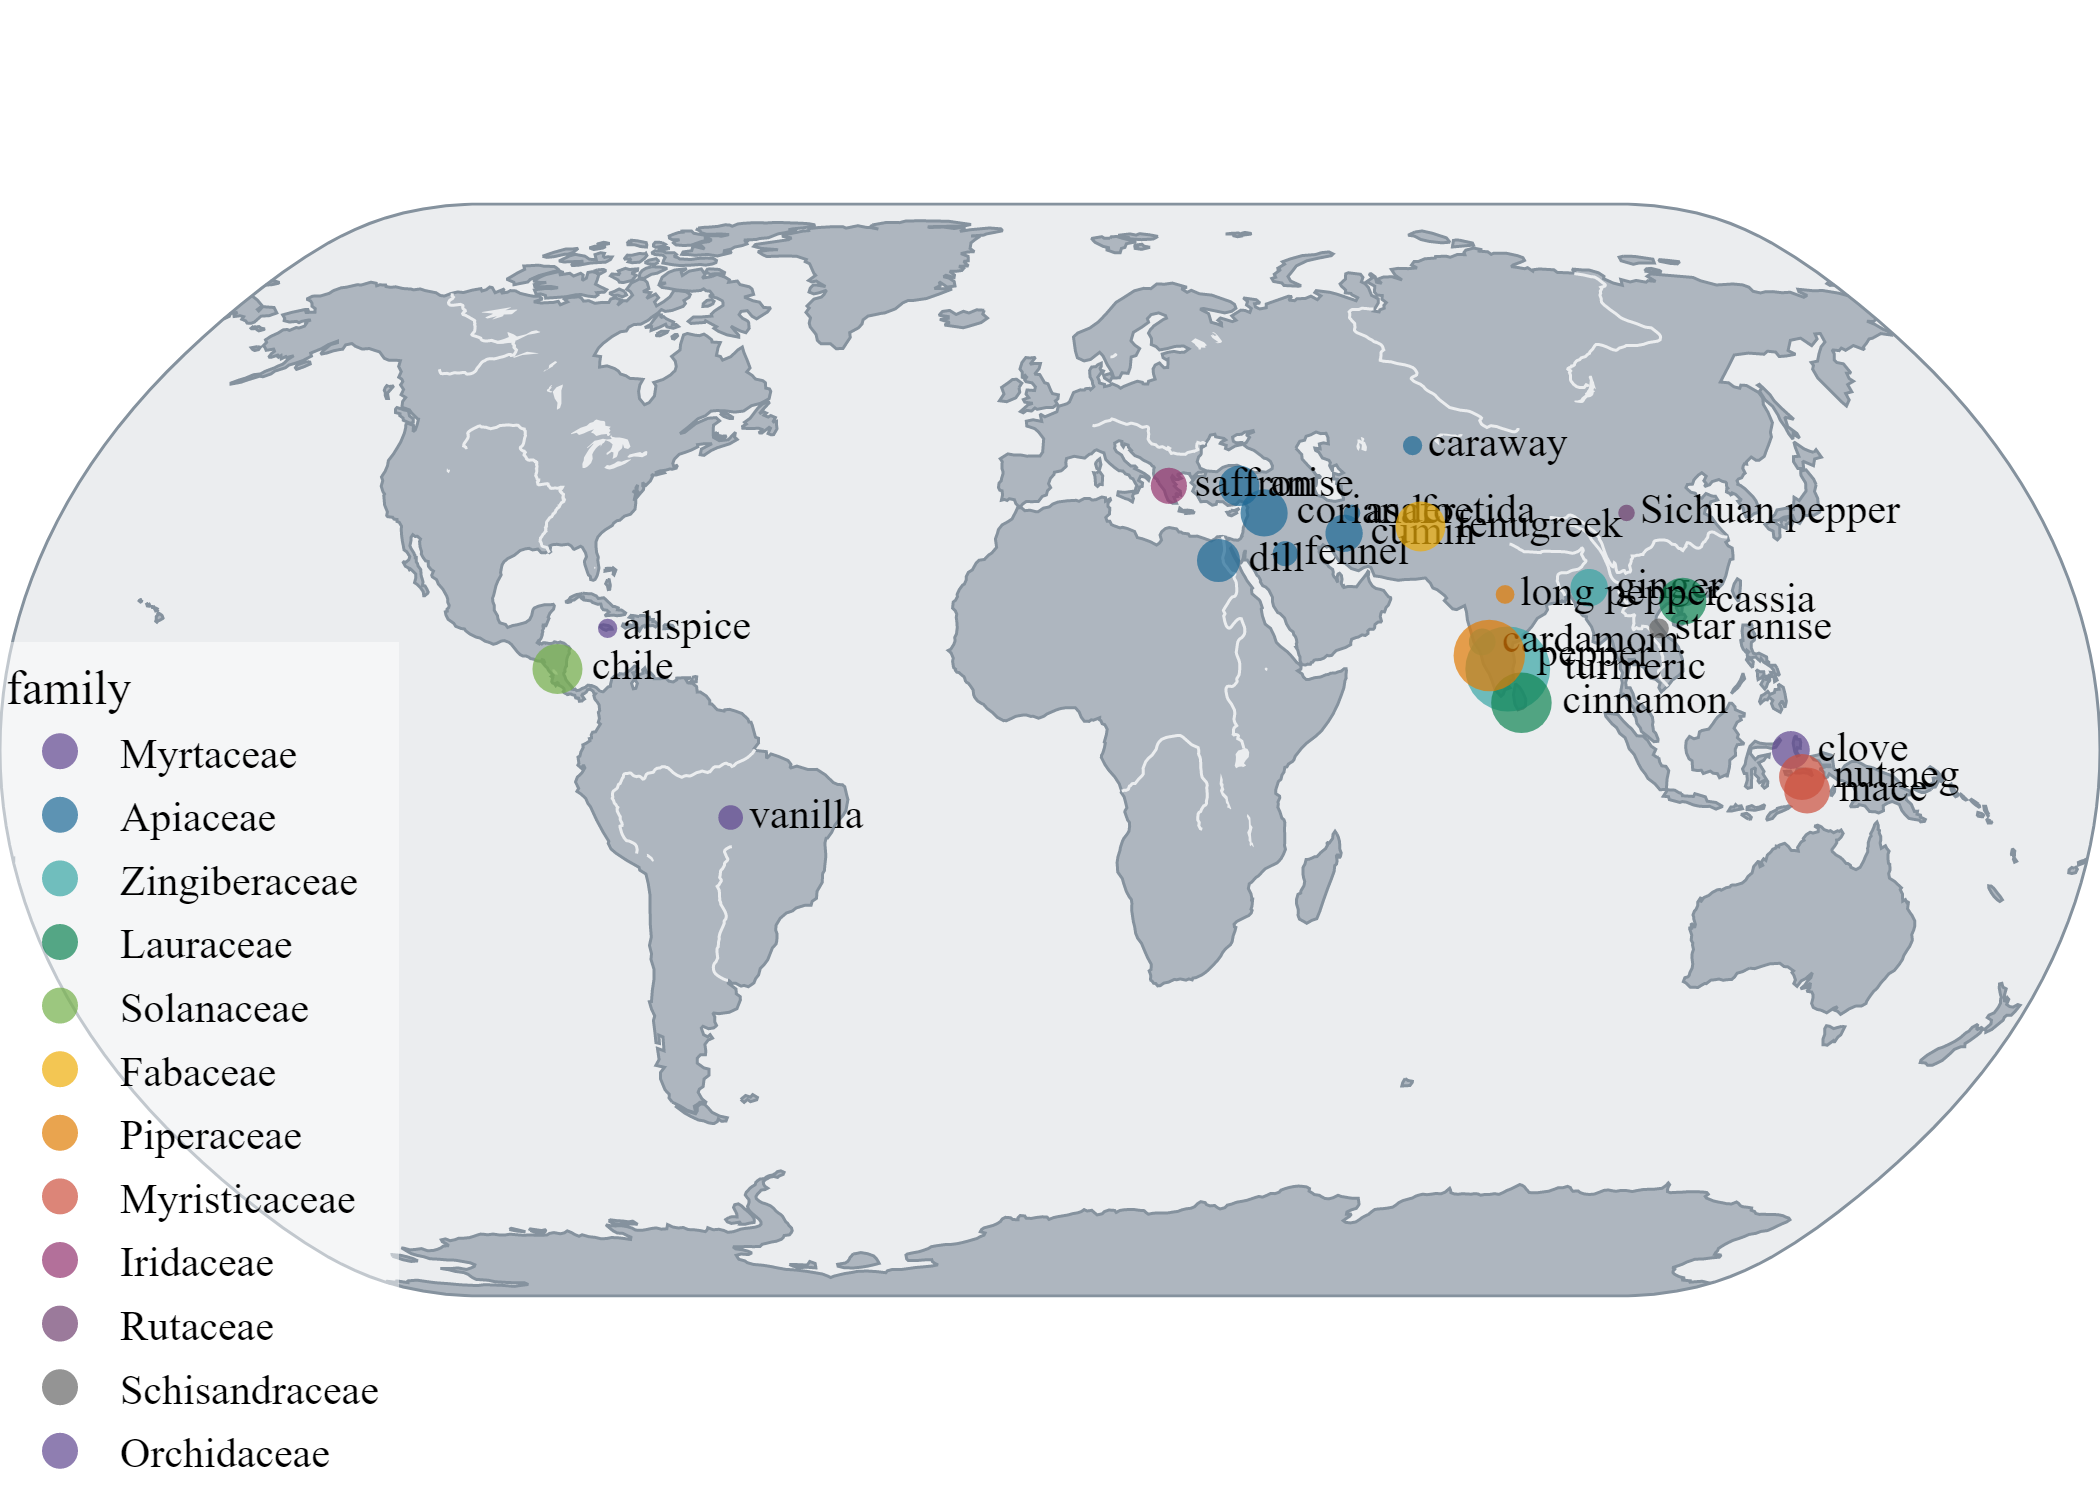 caraway
saffron
anise
coriander
asafoetida
Sichuan pepper
cumin
fenugreek
dill
fennel
long pepper
ginger
cassia
allspice
star anise
cardamom
pepper
chile
turmeric
cinnamon
clove
nutmeg
mace
vanilla
family
Myrtaceae
Apiaceae
Zingiberaceae
Lauraceae
Solanaceae
Fabaceae
Piperaceae
Myristicaceae
Iridaceae
Rutaceae
Schisandraceae
Orchidaceae